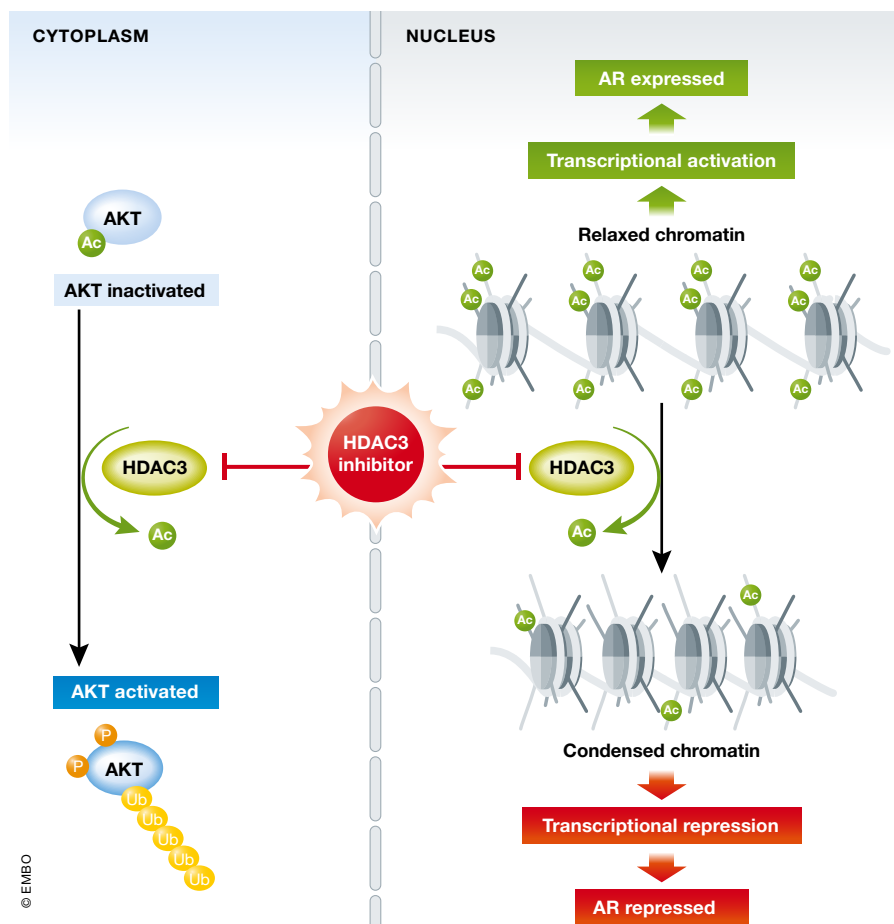 CYTOPLASM
NUCLEUS
AR expressed
Transcriptional activation
Relaxed chromatin
AKT
Ac
AKT inactivated
Ac
Ac
Ac
Ac
Ac
Ac
Ac
Ac
Ac
Ac
Ac
Ac
HDAC3
inhibitor
HDAC3
Ac
HDAC3
Ac
Ac
Ac
Ac
AKT activated
P
P
AKT
Ub
Ub
Ub
Ub
Ub
Condensed chromatin
Transcriptional repression
AR repressed
© EMBO